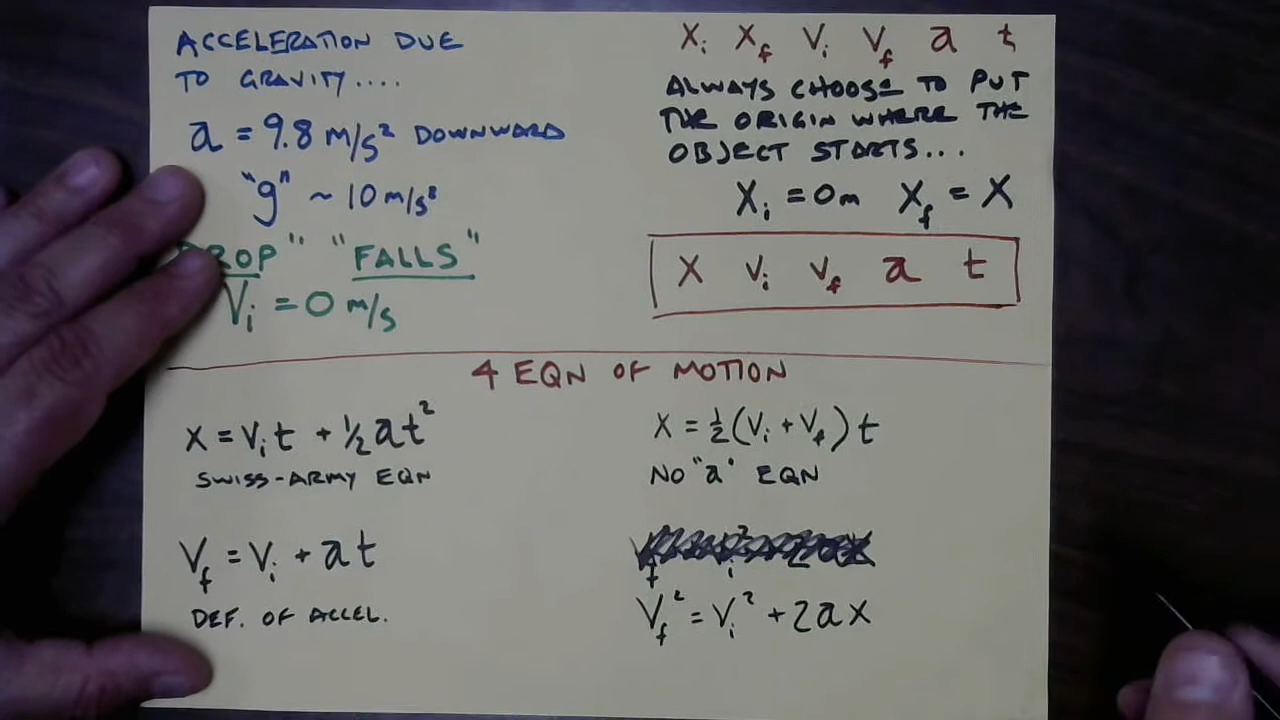 ACCELERATION DUE
TO GRAVITY....
a = 9.8 m/s² DOWNWARD
"g" ~ 10 m/s²
DROP" "FALLS"
Vi = 0 m/s
Xi Xf Vi Vf a t
ALWAYS CHOOSE TO PUT
THE ORIGIN WHERE THE
OBJECT STARTS...
Xi = 0m Xf = X
X Vi Vf a t
4 EQN OF MOTION
X = Vit + ½at²
SWISS-ARMY EQN
X = ½(Vi + Vf)t
NO "a" EQN
Vf = Vi + at
DEF. OF ACCEL.
Vf² = Vi² + 2ax